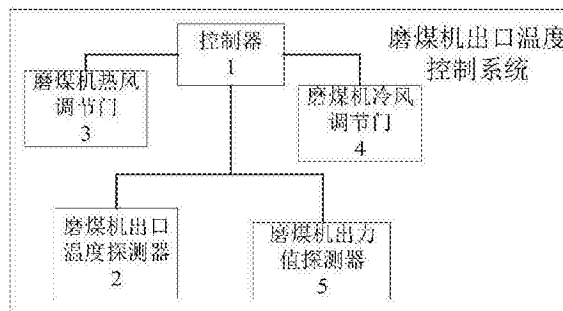 控制器
1
磨煤机出口温度
控制系统
磨煤机热风
调节门
3
磨煤机冷风
调节门
4
磨煤机出口
温度探测器
2
磨煤机出力
值探测器
5